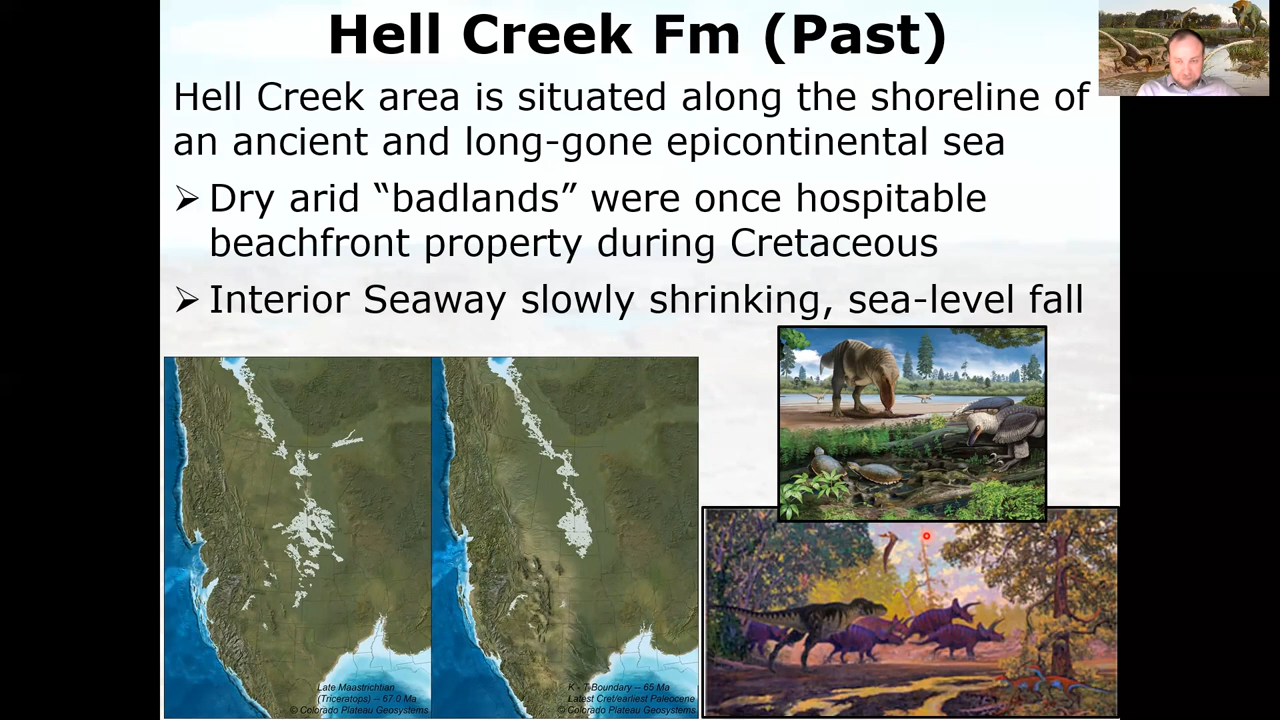 Hell Creek Fm (Past)
Hell Creek area is situated along the shoreline of
an ancient and long-gone epicontinental sea
➢ Dry arid “badlands” were once hospitable
beachfront property during Cretaceous
➢ Interior Seaway slowly shrinking, sea-level fall
Late Maastrichtian
(Triceratops) -- 67.0 Ma
© Colorado Plateau Geosystems
K - T Boundary -- 65 Ma
Latest Cret/earliest Paleocene
© Colorado Plateau Geosystems